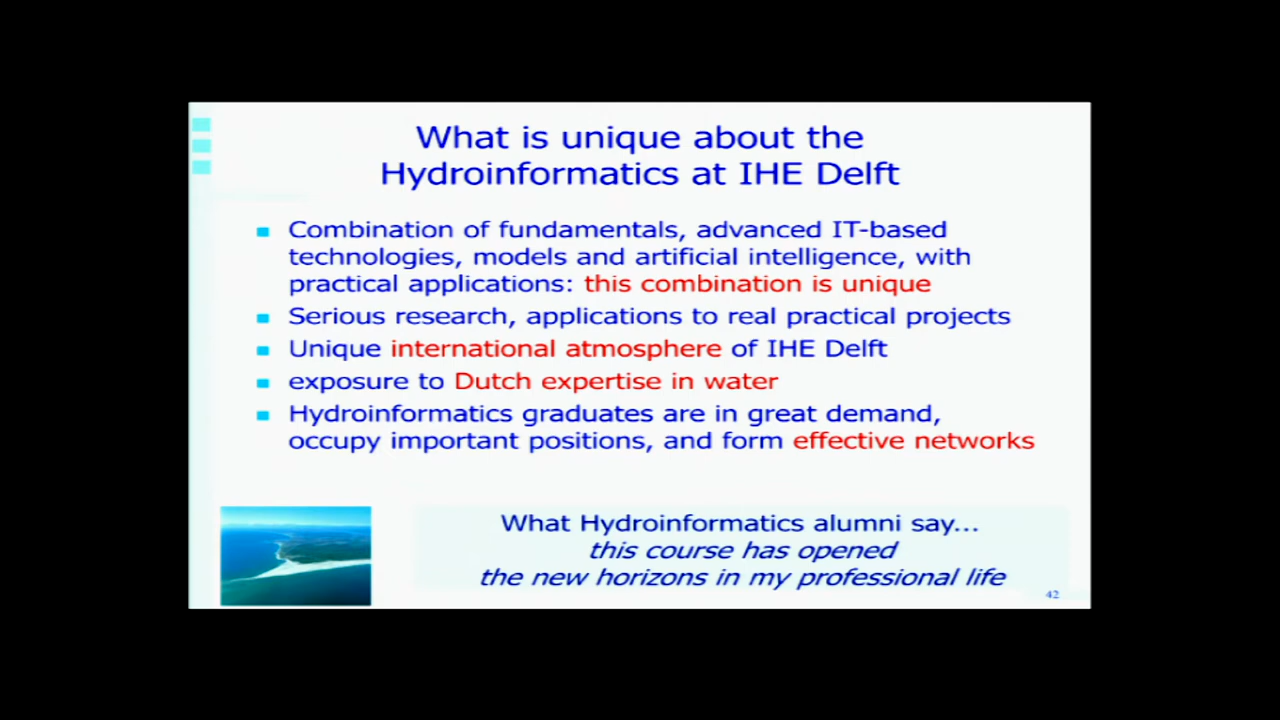 What is unique about the
Hydroinformatics at IHE Delft
Combination of fundamentals, advanced IT-based
technologies, models and artificial intelligence, with
practical applications: this combination is unique
Serious research, applications to real practical projects
Unique international atmosphere of IHE Delft
exposure to Dutch expertise in water
Hydroinformatics graduates are in great demand,
occupy important positions, and form effective networks
What Hydroinformatics alumni say...
this course has opened
the new horizons in my professional life
42